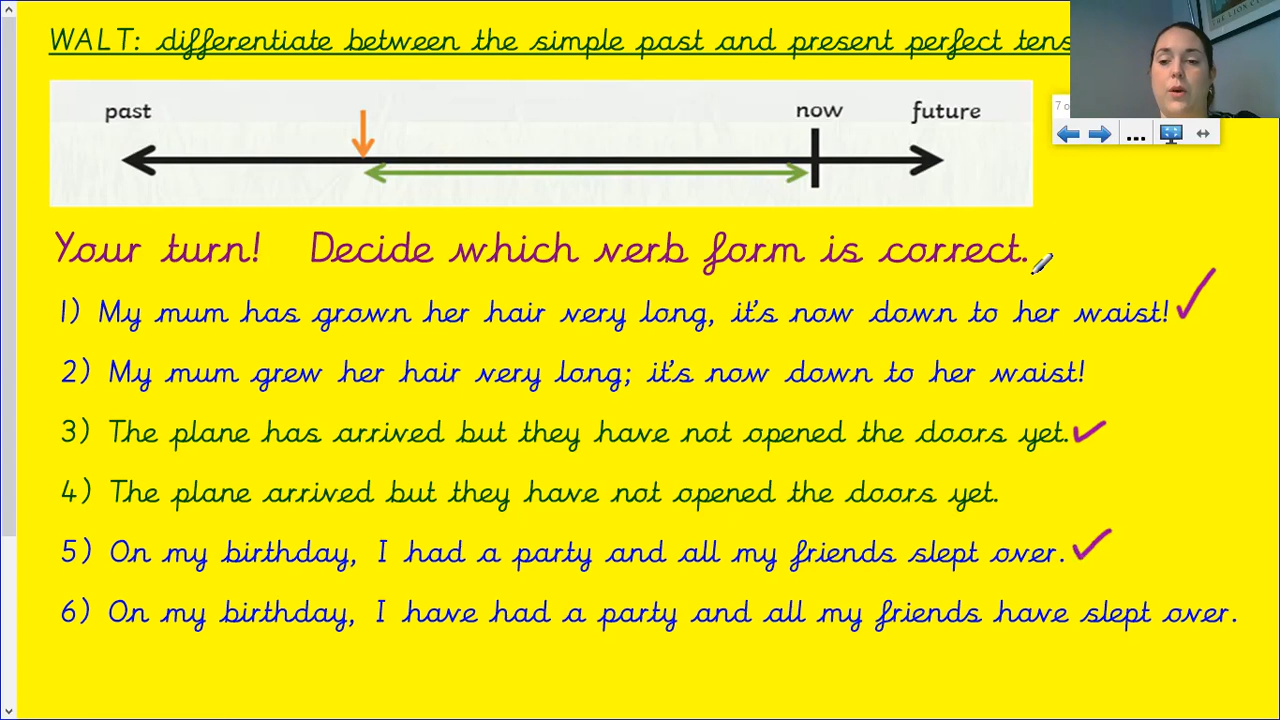 WALT: differentiate between the simple past and present perfect
past now future
Your turn! Decide which verb form is correct.
1) My mum has grown her hair very long, it's now down to her waist!
2) My mum grew her hair very long; it's now down to her waist!
3) The plane has arrived but they have not opened the doors yet.
4) The plane arrived but they have not opened the doors yet.
5) On my birthday, I had a party and all my friends slept over.
6) On my birthday, I have had a party and all my friends have slept over.